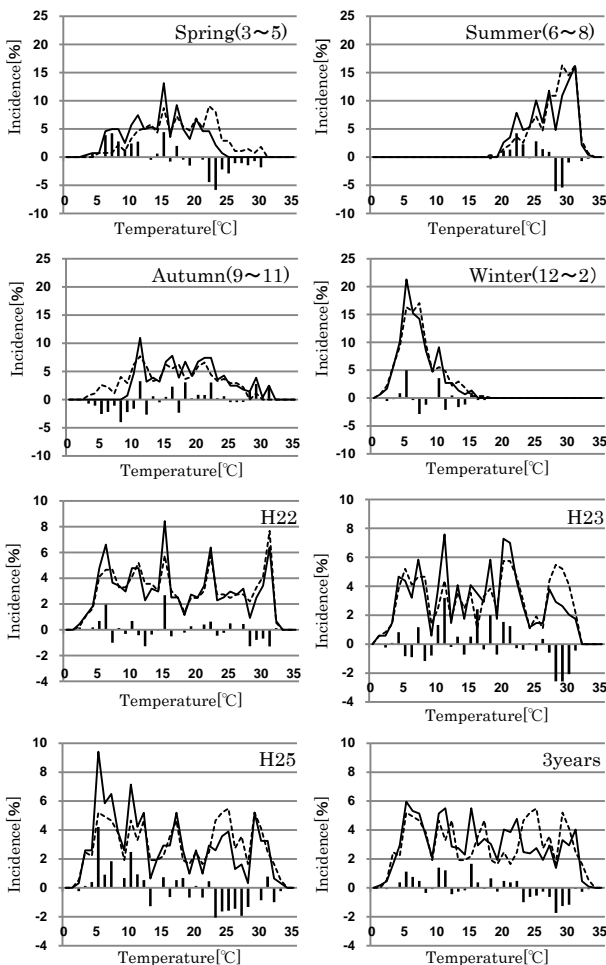 Spring(3～5)
Incidence[%]
25
20
15
10
5
0
-5
-10
0 5 10 15 20 25 30 35
Temperature[℃]
Summer(6～8)
Incidence[%]
25
20
15
10
5
0
-5
-10
0 5 10 15 20 25 30 35
Temperature[℃]
Autumn(9～11)
Incidence[%]
25
20
15
10
5
0
-5
-10
0 5 10 15 20 25 30 35
Temperature[℃]
Winter(12～2)
Incidence[%]
25
20
15
10
5
0
-5
-10
0 5 10 15 20 25 30 35
Temperature[℃]
H22
Incidence[%]
10
8
6
4
2
0
-2
-4
0 5 10 15 20 25 30 35
Temperature[℃]
H23
Incidence[%]
10
8
6
4
2
0
-2
-4
0 5 10 15 20 25 30 35
Temperature[℃]
H25
Incidence[%]
10
8
6
4
2
0
-2
-4
0 5 10 15 20 25 30 35
Temperature[℃]
3years
Incidence[%]
10
8
6
4
2
0
-2
-4
0 5 10 15 20 25 30 35
Temperature[℃]